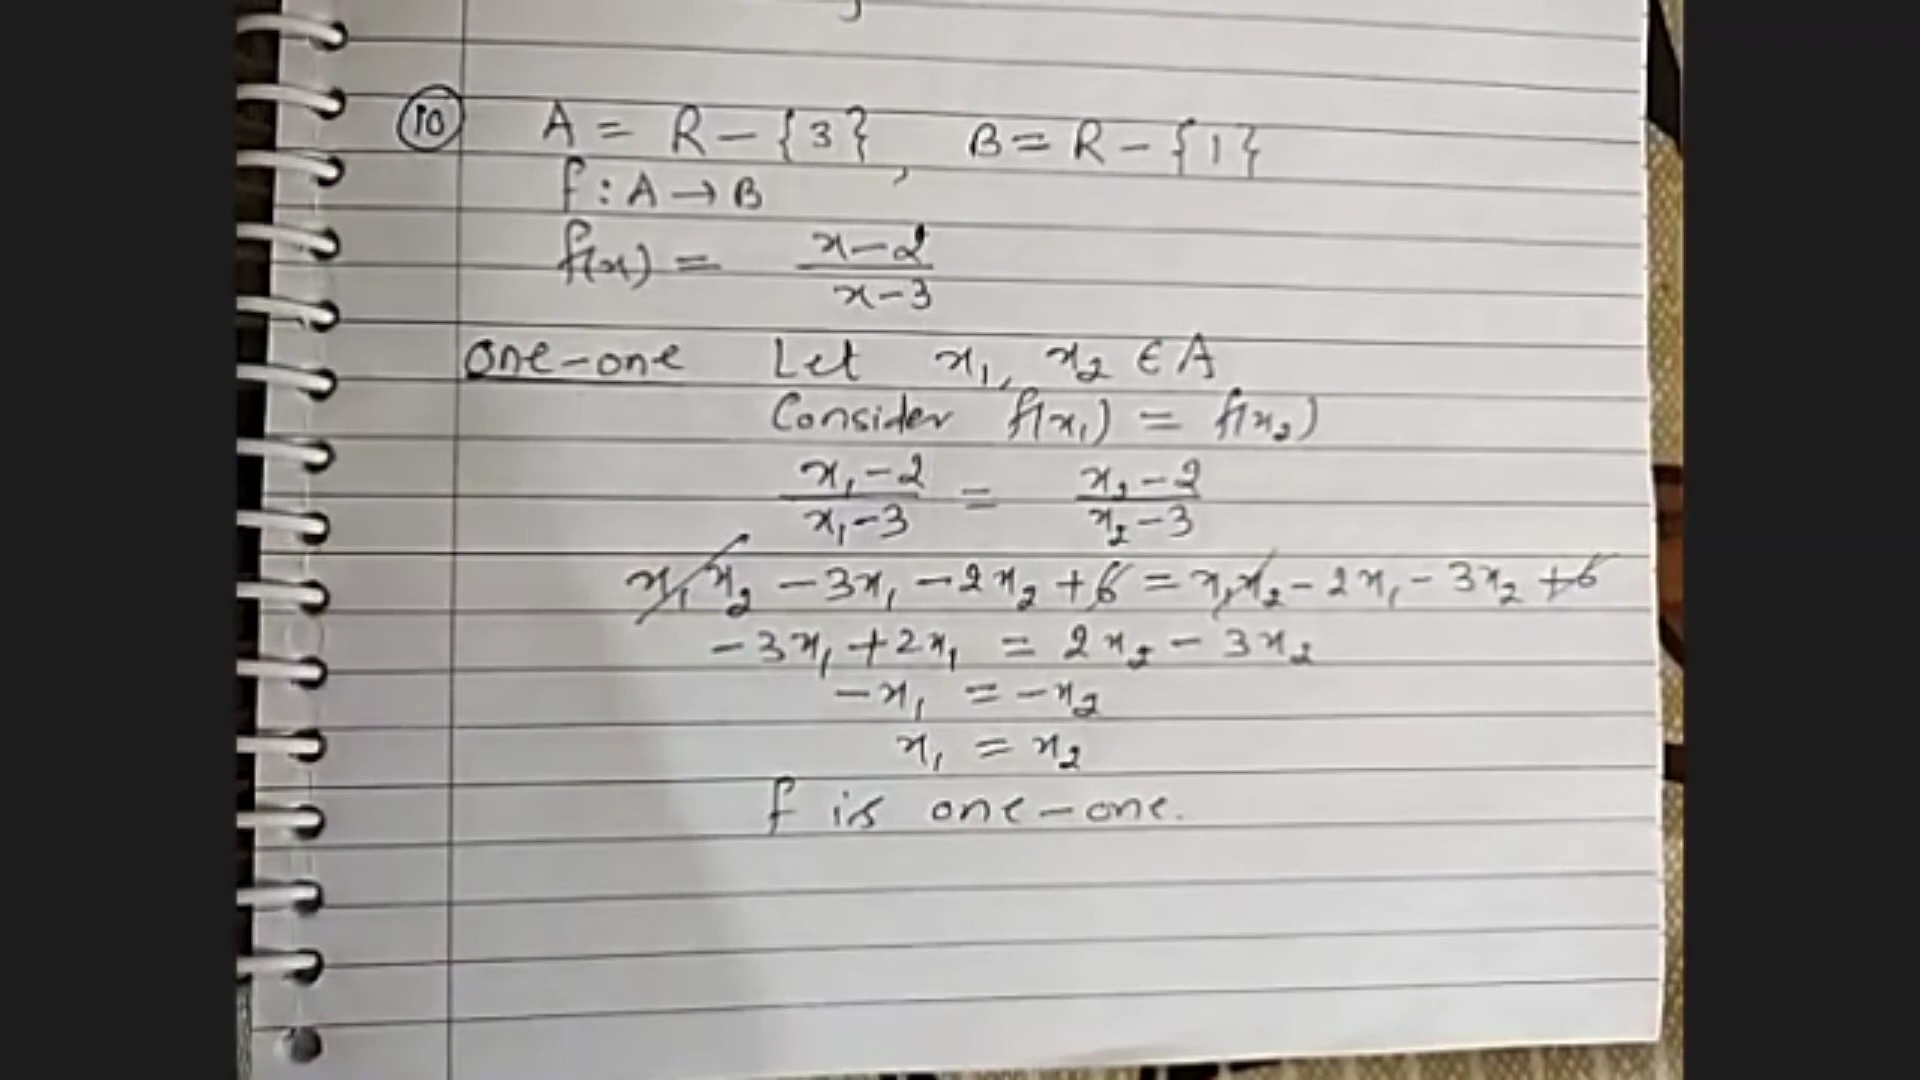 10 A = R - {3}, B = R - {1}
f : A → B
f(x) = x-2 / x-3
one-one Let x₁, x₂ ∈ A
Consider f(x₁) = f(x₂)
x₁-2 / x₁-3 = x₂-2 / x₂-3
x₁x₂ - 3x₁ - 2x₂ + 6 = x₁x₂ - 2x₁ - 3x₂ + 6
-3x₁ + 2x₁ = 2x₂ - 3x₂
-x₁ = -x₂
x₁ = x₂
f is one-one.